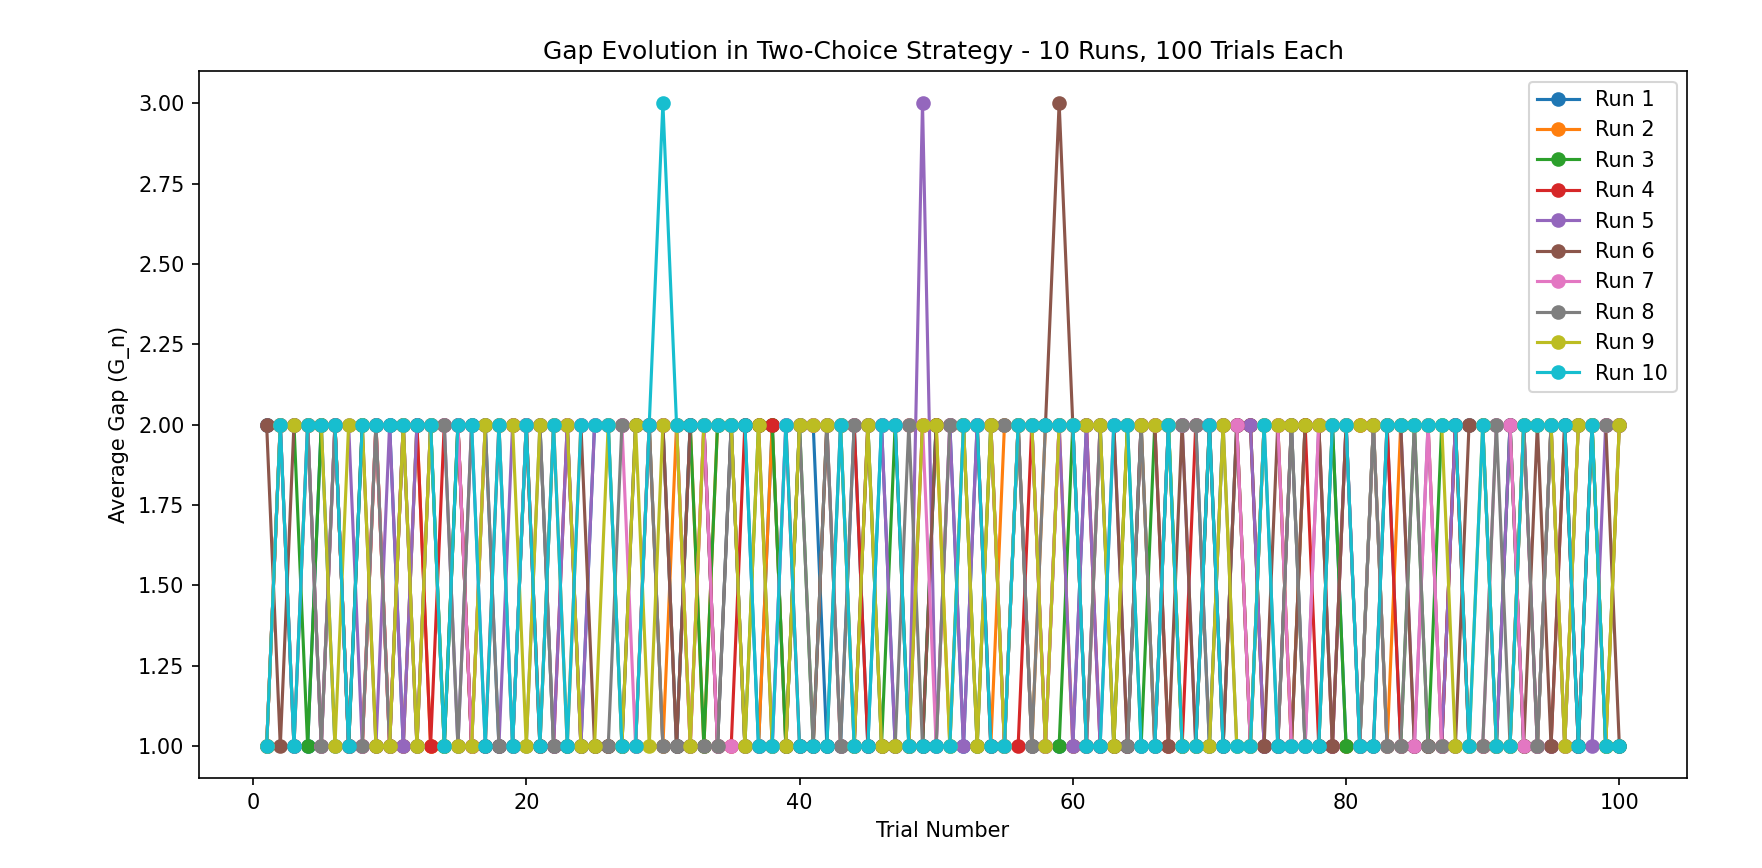 Gap Evolution in Two-Choice Strategy - 10 Runs, 100 Trials Each
3.00
2.75
2.50
2.25
2.00
1.75
1.50
1.25
1.00
Average Gap (G_n)
Run 1
Run 2
Run 3
Run 4
Run 5
Run 6
Run 7
Run 8
Run 9
Run 10
0
20
40
60
80
100
Trial Number